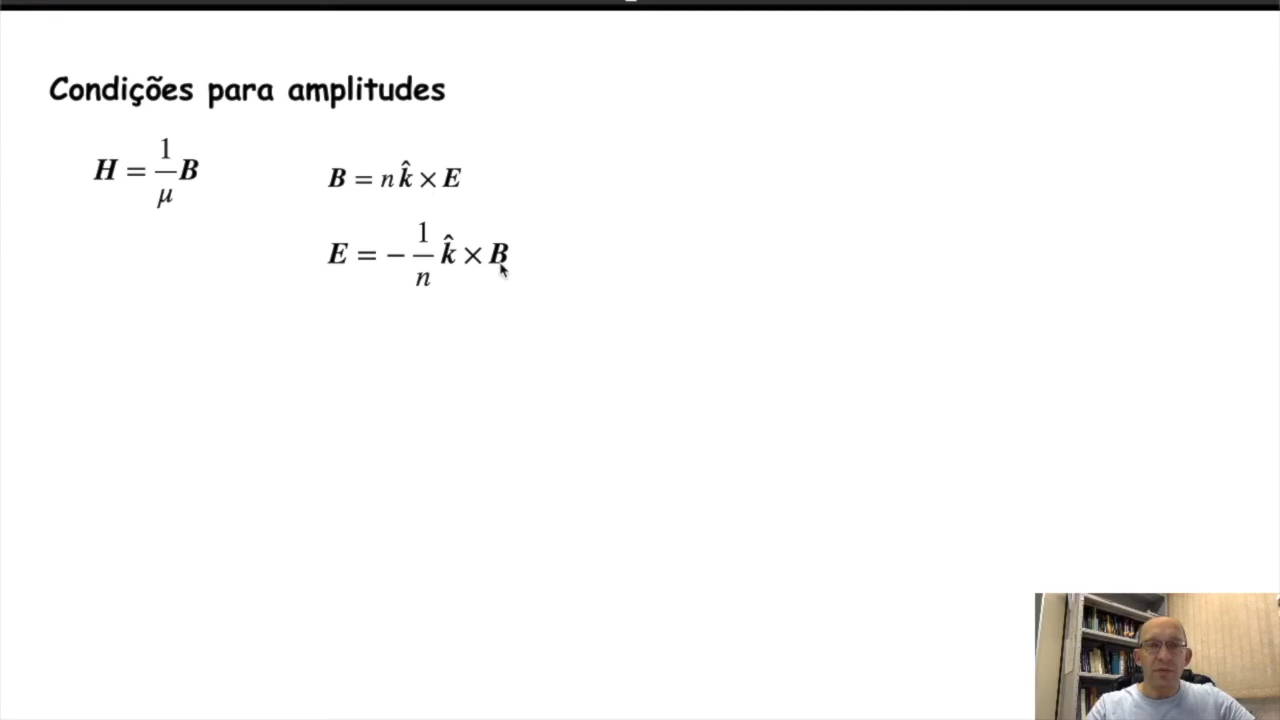 Condições para amplitudes
H = 1/μ B
B = n k̂ × E
E = − 1/n k̂ × B